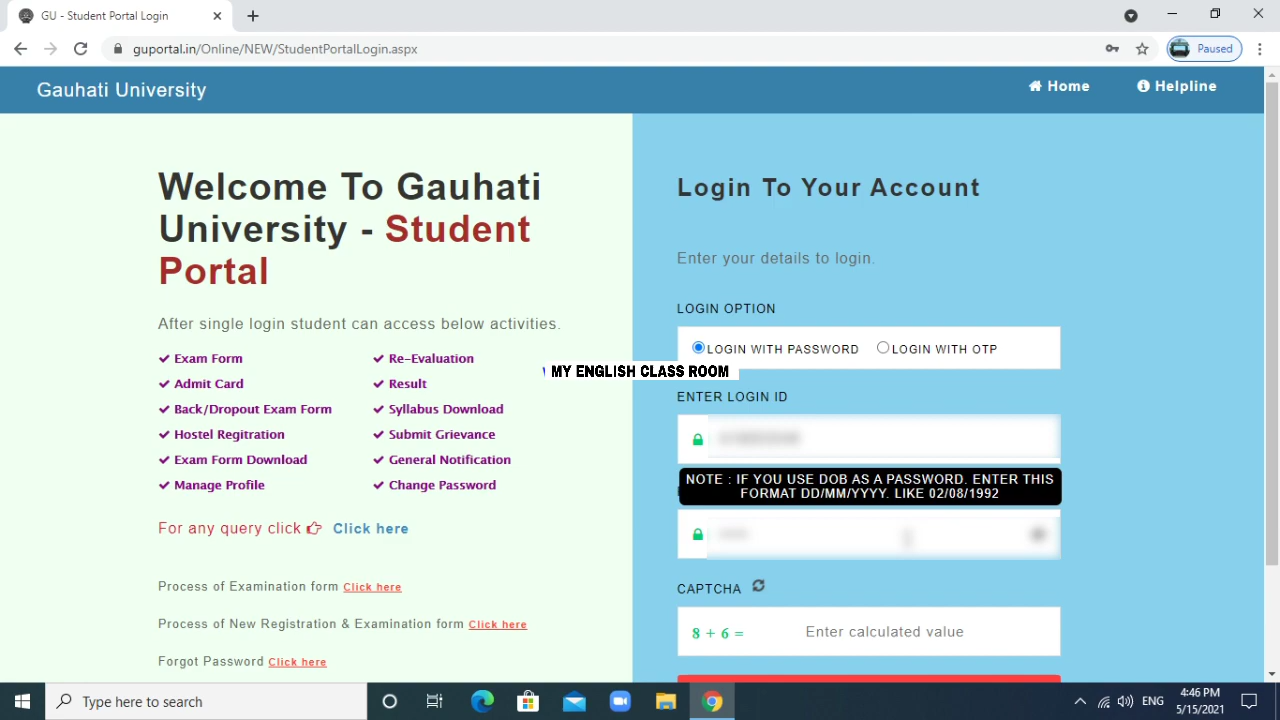 GU - Student Portal Login
guportal.in/Online/NEW/StudentPortalLogin.aspx
Paused
Gauhati University
Home
Helpline
Welcome To Gauhati
University - Student
Portal
After single login student can access below activities.
Exam Form
Re-Evaluation
Admit Card
Result
Back/Dropout Exam Form
Syllabus Download
Hostel Regitration
Submit Grievance
Exam Form Download
General Notification
Manage Profile
Change Password
For any query click Click here
Process of Examination form Click here
Process of New Registration & Examination form Click here
Forgot Password Click here
MY ENGLISH CLASS ROOM
Login To Your Account
Enter your details to login.
LOGIN OPTION
LOGIN WITH PASSWORD LOGIN WITH OTP
ENTER LOGIN ID
NOTE : IF YOU USE DOB AS A PASSWORD. ENTER THIS
FORMAT DD/MM/YYYY. LIKE 02/08/1992
CAPTCHA
8 + 6 = Enter calculated value
Type here to search
ENG
4:46 PM
5/15/2021